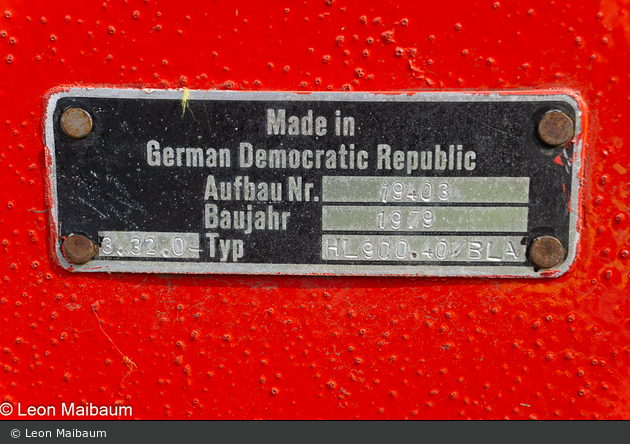 Made in
German Democratic Republic
Aufbau Nr. 19403
Baujahr 1979
3.32.04 Typ HL900.40/BLA
© Leon Maibaum
© Leon Maibaum